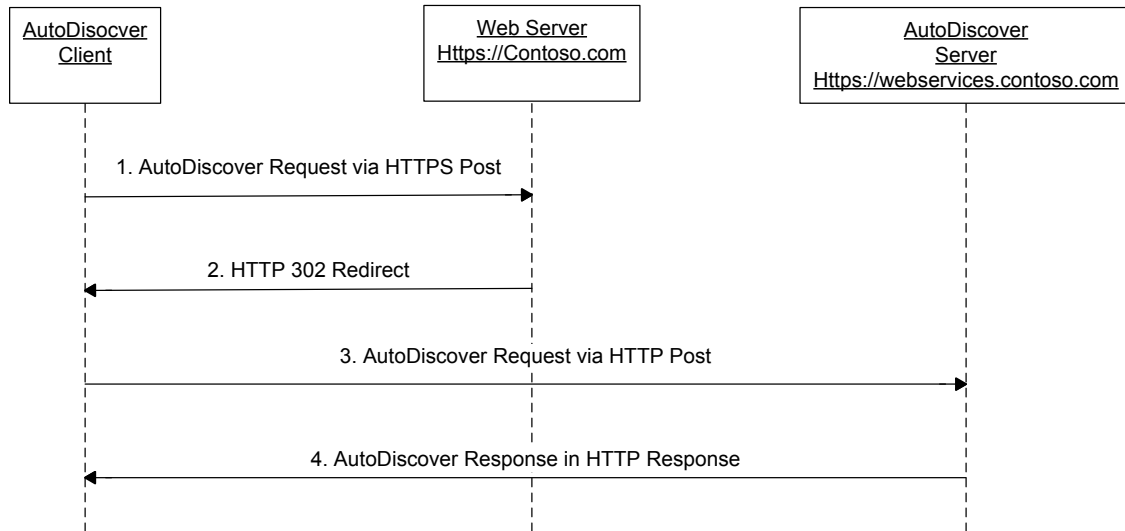 AutoDisocver
Client
Web Server
Https://Contoso.com
AutoDiscover
Server
Https://webservices.contoso.com
1. AutoDiscover Request via HTTPS Post
2. HTTP 302 Redirect
3. AutoDiscover Request via HTTP Post
4. AutoDiscover Response in HTTP Response